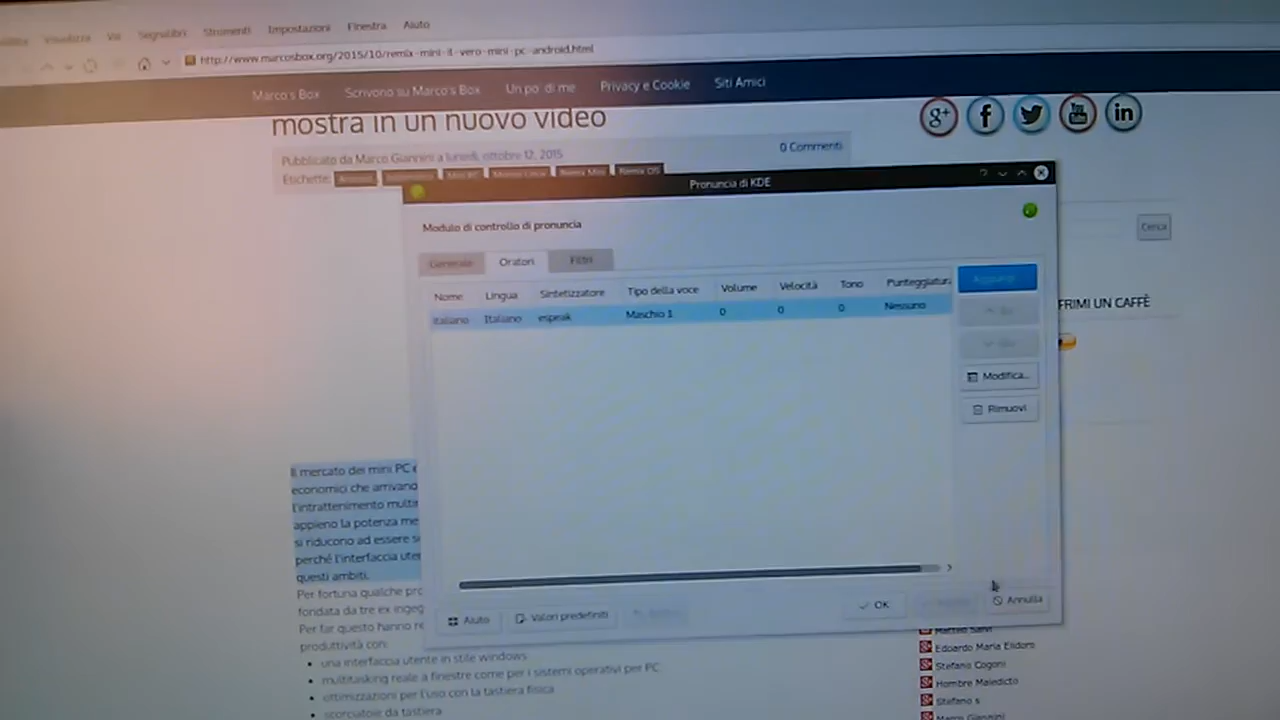 Visualizza Vai Segnalibri Strumenti Impostazioni Finestra Aiuto
http://www.marcosbox.org/2015/10/remix-mini-il-vero-mini-pc-android.html
Marco's Box Scrivono su Marco's Box Un po' di me Privacy e Cookie Siti Amici
mostra in un nuovo video
g+ f You Tube in
Pubblicato da Marco Giannini a lunedì, ottobre 12, 2015 0 Commenti
Etichette: Remix Mini Remix OS
Pronuncia di KDE
Modulo di controllo di pronuncia
Cerca
Generale Oratori Filtri
Nome Lingua Sintetizzatore Tipo della voce Volume Velocità Tono Punteggiatura
italiano Italiano espeak Maschio 1 0 0 0 Nessuno
Aggiungi...
FRIMI UN CAFFÈ
Modifica...
Rimuovi
Il mercato dei mini PC è
economici che arrivano
l'intrattenimento multim
appieno la potenza me
si riducono ad essere s
perché l'interfaccia uten
questi ambiti.
Per fortuna qualche pro
fondata da tre ex ingeg
Per far questo hanno re
produttività con:
Aiuto Valori predefiniti OK Annulla
una interfaccia utente in stile windows
multitasking reale a finestre come per i sistemi operativi per PC
ottimizzazioni per l'uso con la tastiera fisica
scorciatoie da tastiera
Matteo Salvi
Edoardo Maria Elidoro
Stefano Cogoni
Hombre Maledicto
Stefano s
Marco Giannini